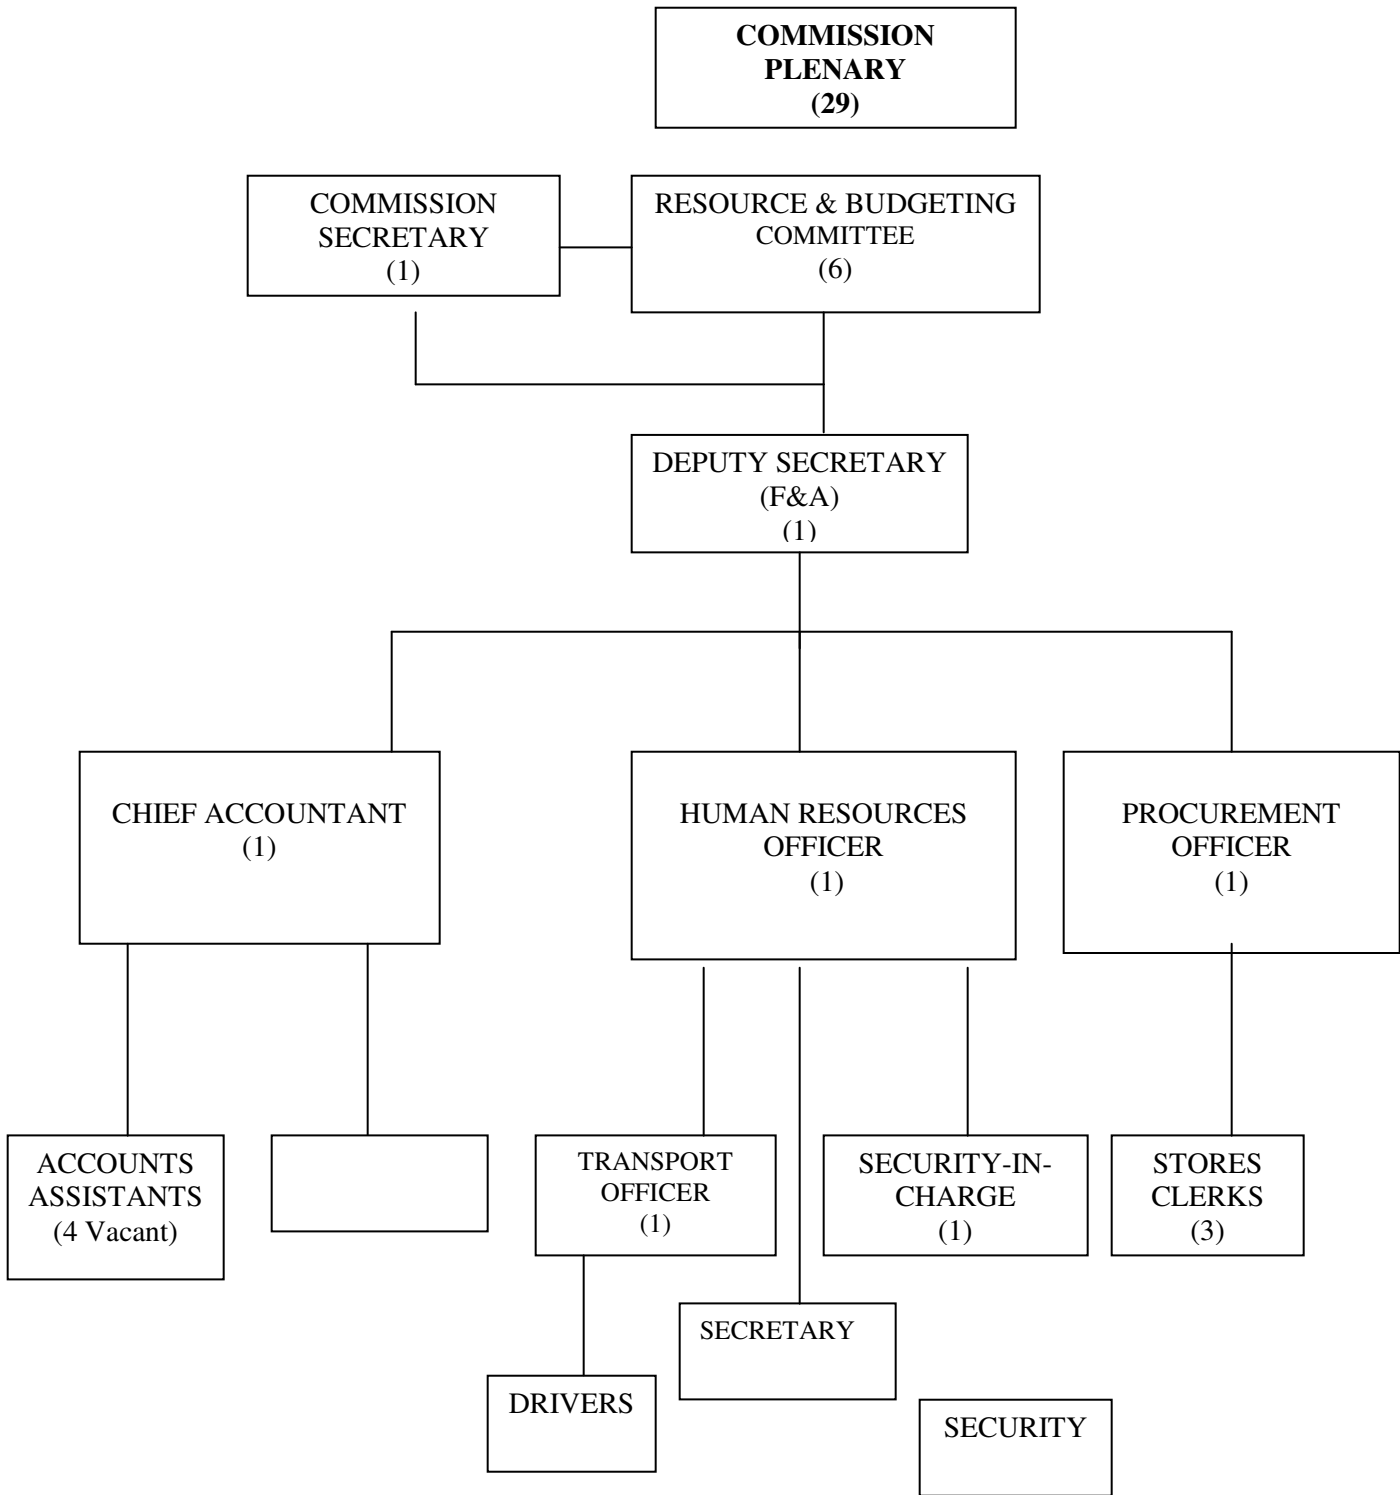 COMMISSION
PLENARY
(29)
COMMISSION
SECRETARY
(1)
RESOURCE & BUDGETING
COMMITTEE
(6)
DEPUTY SECRETARY
(F&A)
(1)
CHIEF ACCOUNTANT
(1)
HUMAN RESOURCES
OFFICER
(1)
PROCUREMENT
OFFICER
(1)
ACCOUNTS
ASSISTANTS
(4 Vacant)
TRANSPORT
OFFICER
(1)
SECURITY-IN-
CHARGE
(1)
STORES
CLERKS
(3)
SECRETARY
DRIVERS
SECURITY